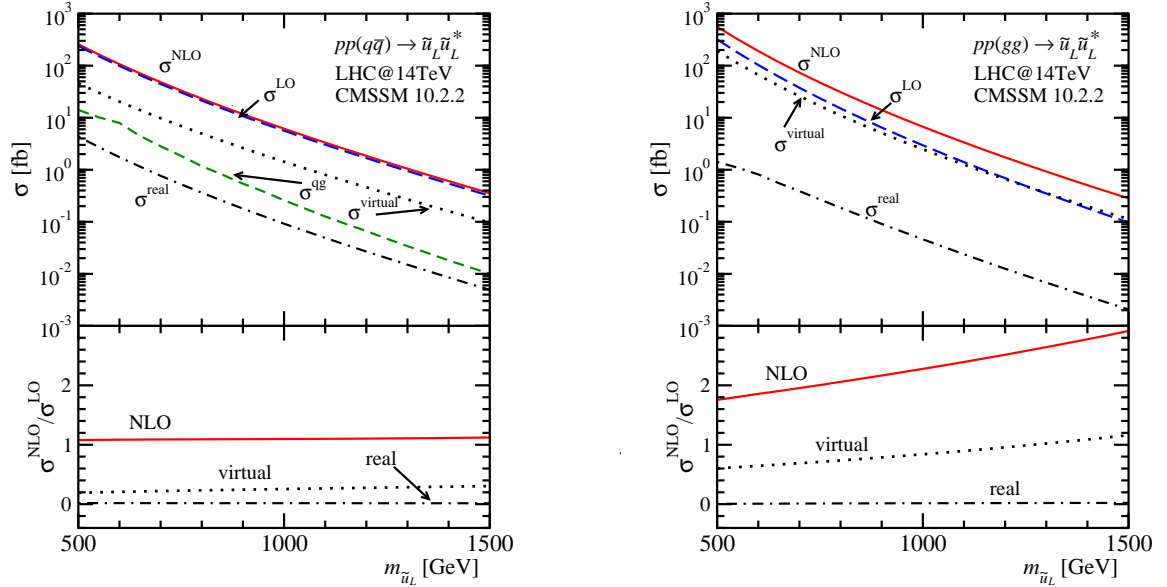 10^3
10^2
10^1
10^0
10^-1
10^-2
10^-3
σ [fb]
pp(qq̅) → ũ_L ũ_L^*
LHC@14TeV
CMSSM 10.2.2
σ^NLO
σ^LO
σ^real
σ^qg
σ^virtual
2
1
0
σ^NLO/σ^LO
NLO
virtual
real
500
1000
1500
m_ũ_L [GeV]
10^3
10^2
10^1
10^0
10^-1
10^-2
10^-3
σ [fb]
pp(gg) → ũ_L ũ_L^*
LHC@14TeV
CMSSM 10.2.2
σ^NLO
σ^LO
σ^virtual
σ^real
2
1
0
σ^NLO/σ^LO
NLO
virtual
real
500
1000
1500
m_ũ_L [GeV]